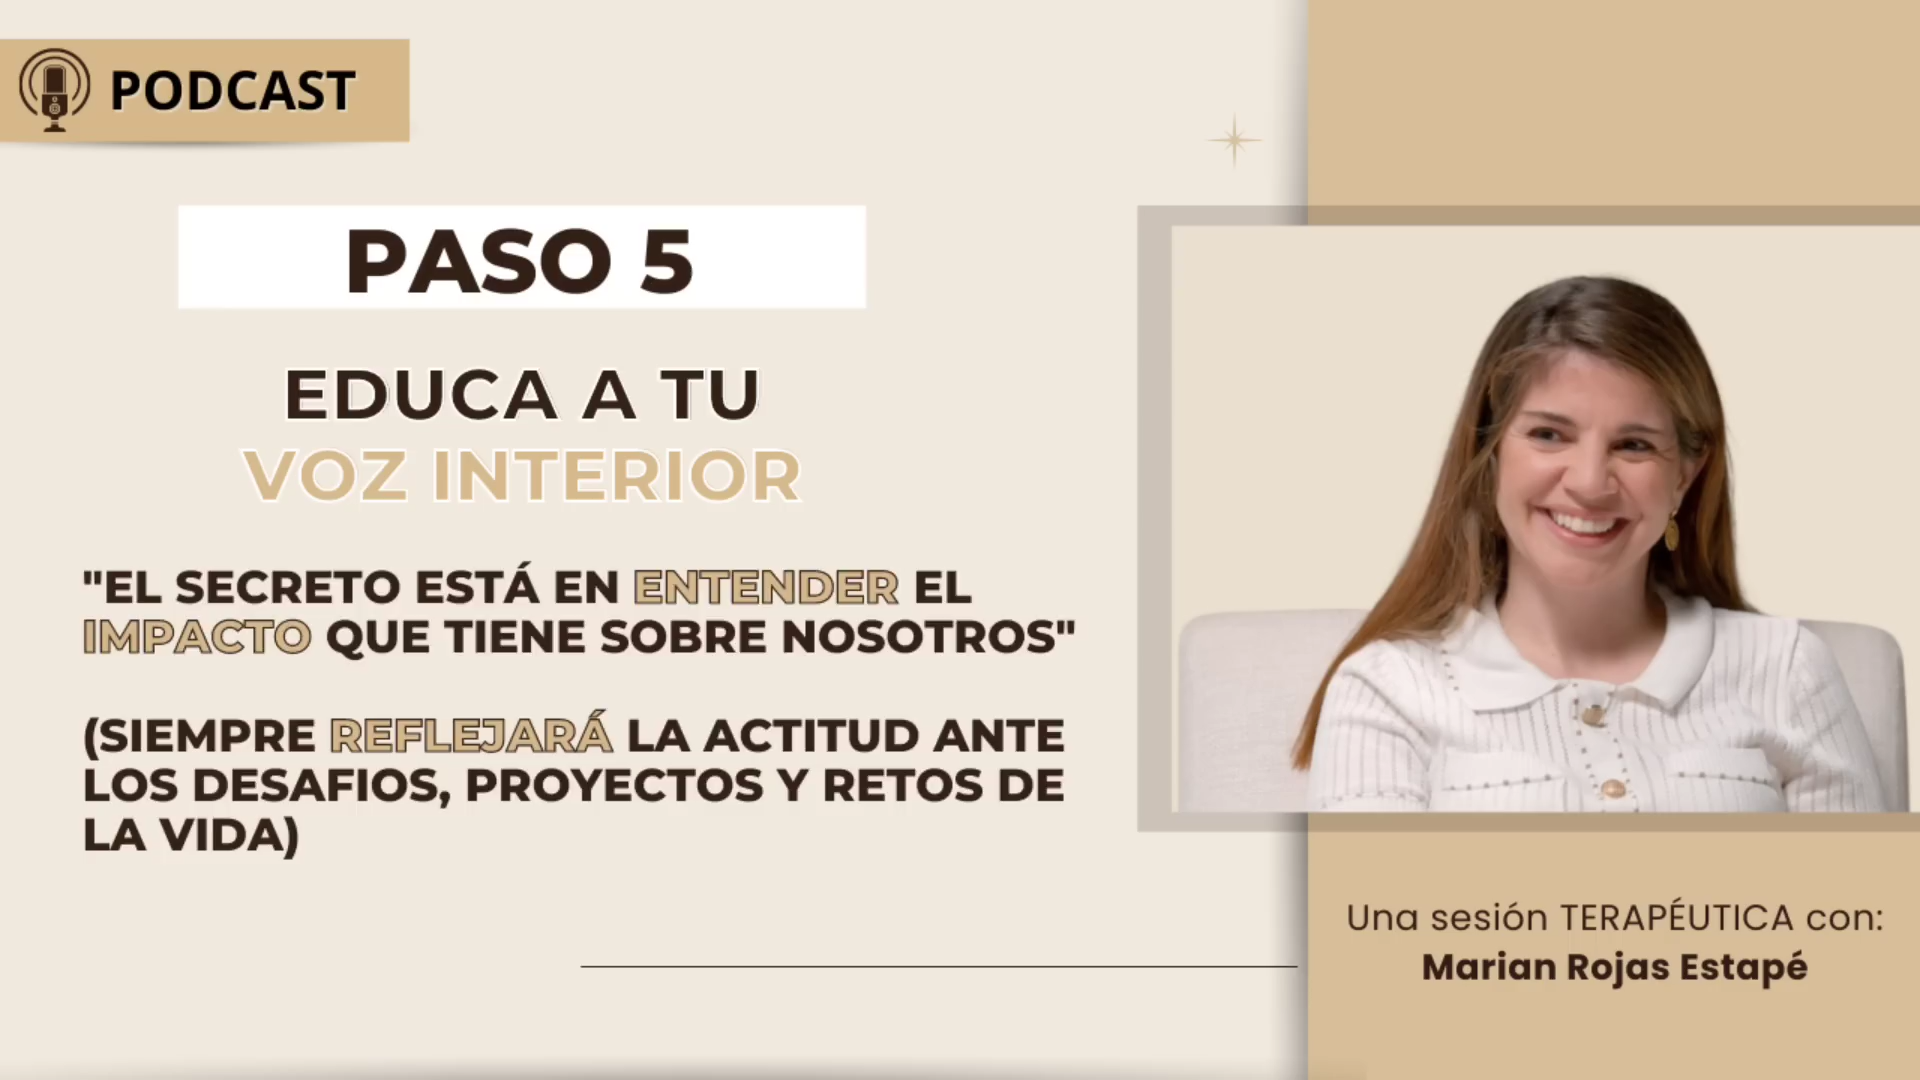 PODCAST
PASO 5
EDUCA A TU
VOZ INTERIOR
"EL SECRETO ESTÁ EN ENTENDER EL
IMPACTO QUE TIENE SOBRE NOSOTROS"
(SIEMPRE REFLEJARÁ LA ACTITUD ANTE
LOS DESAFIOS, PROYECTOS Y RETOS DE
LA VIDA)
Una sesión TERAPÉUTICA con:
Marian Rojas Estapé